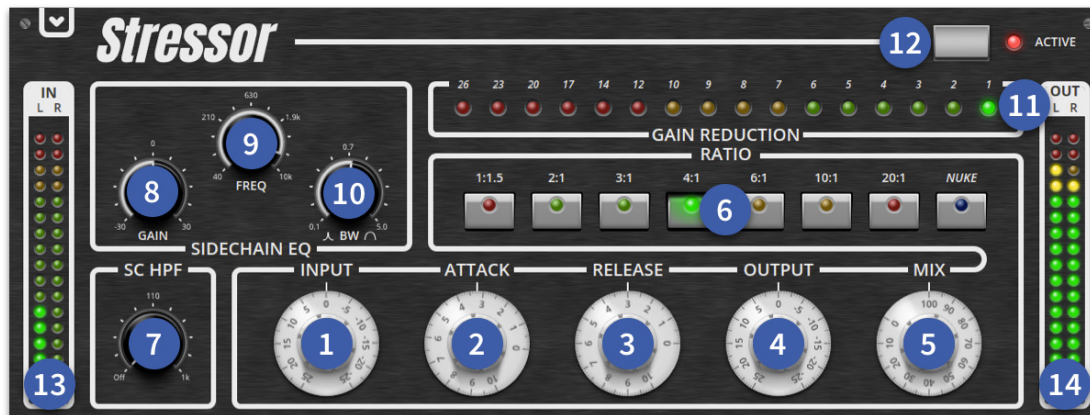 Stressor
12
ACTIVE
IN
L R
630
210 1.9k
9
40 10k
FREQ
0
8
-30 30
GAIN
0.7
10
0.1 5.0
BW
SIDECHAIN EQ
26 23 20 17 14 12 10 9 8 7 6 5 4 3 2 1
11
GAIN REDUCTION
OUT
L R
RATIO
1:1.5 2:1 3:1 4:1 6:1 10:1 20:1 NUKE
6
SC HPF
110
7
Off 1k
INPUT ATTACK RELEASE OUTPUT MIX
1 2 3 4 5
13
14